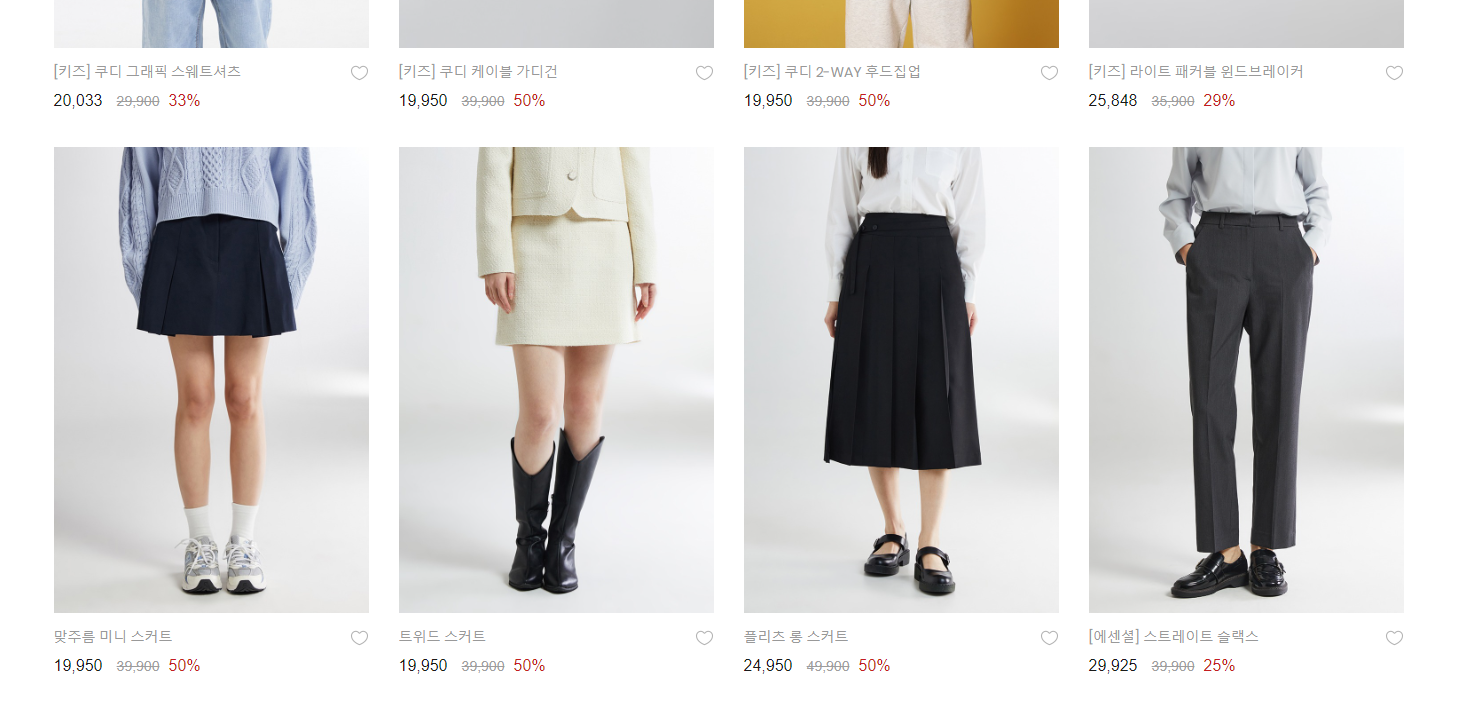 [키즈] 쿠디 그래픽 스웨트셔츠
20,033 29,900 33%
[키즈] 쿠디 케이블 가디건
19,950 39,900 50%
[키즈] 쿠디 2-WAY 후드집업
19,950 39,900 50%
[키즈] 라이트 패커블 윈드브레이커
25,848 35,900 29%
맞주름 미니 스커트
19,950 39,900 50%
트위드 스커트
19,950 39,900 50%
플리츠 롱 스커트
24,950 49,900 50%
[에센셜] 스트레이트 슬랙스
29,925 39,900 25%